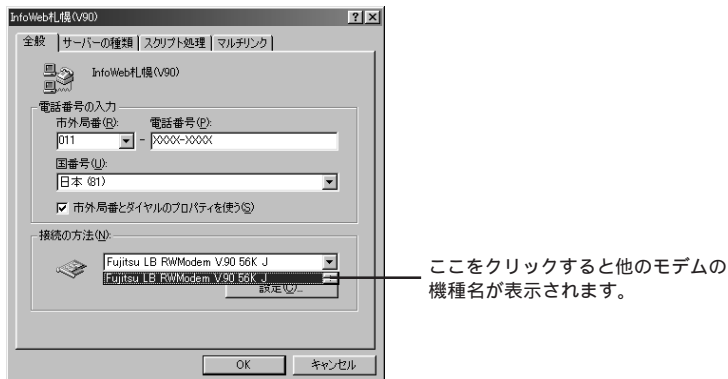 InfoWeb札幌(V90)
全般 サーバーの種類 スクリプト処理 マルチリンク
InfoWeb札幌(V90)
電話番号の入力
市外局番(R): 電話番号(P):
011 - XXXX-XXXX
国番号(U):
日本 (81)
市外局番とダイヤルのプロパティを使う(S)
接続の方法(N):
Fujitsu LB RWModem V.90 56K J
Fujitsu LB RWModem V.90 56K J
設定(O)...
ここをクリックすると他のモデムの
機種名が表示されます。
OK キャンセル